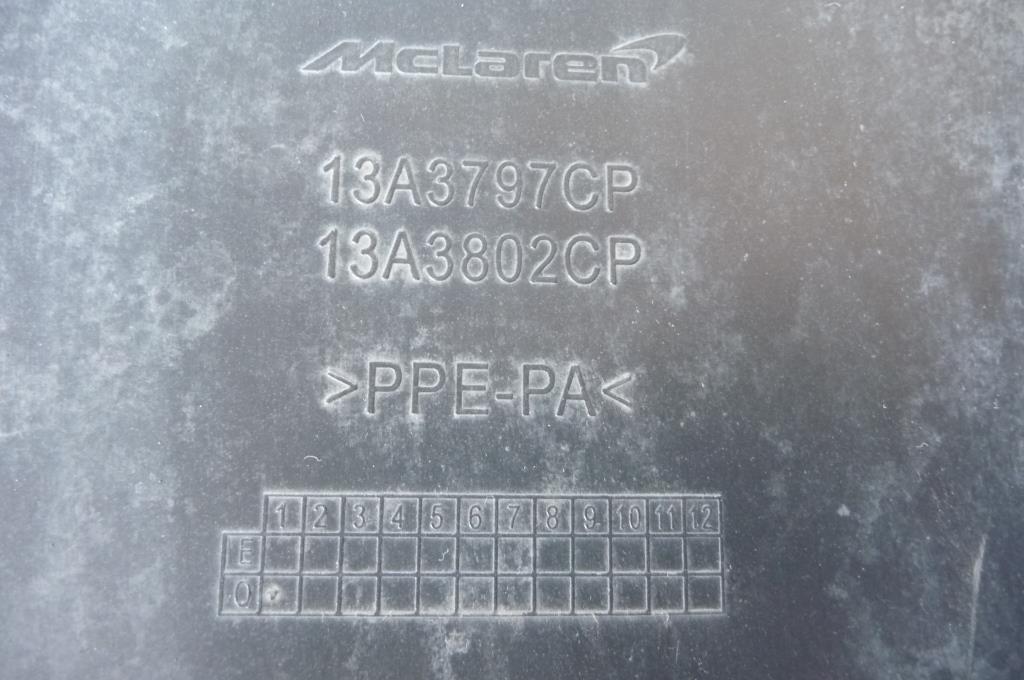 McLaren
13A3797CP
13A3802CP
>PPE-PA<
1 2 3 4 5 6 7 8 9 10 11 12
E
O